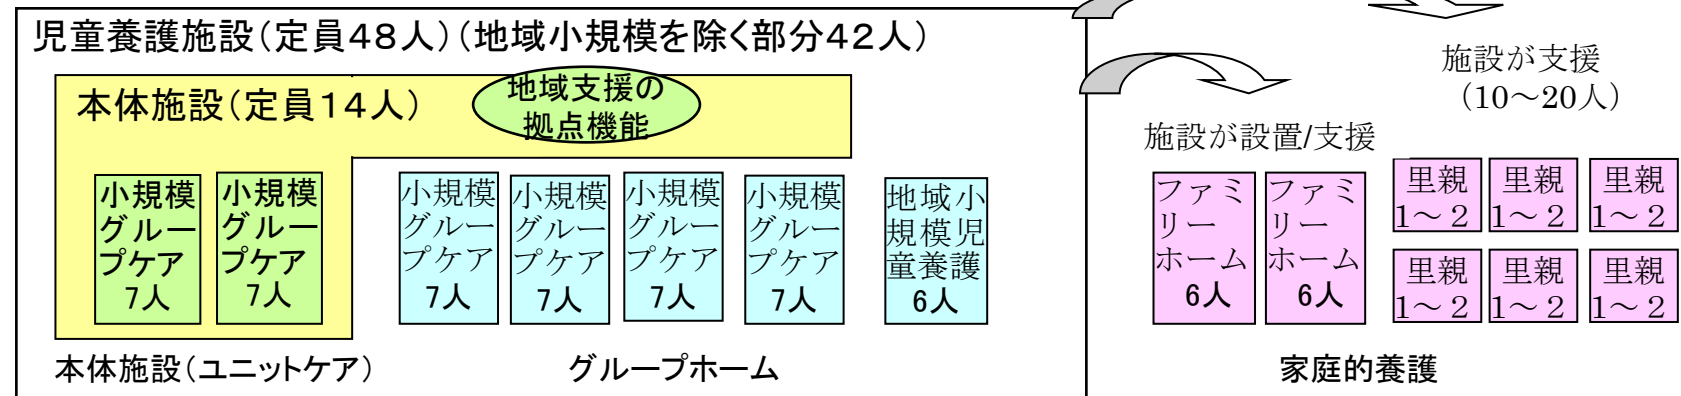 児童養護施設（定員４８人）（地域小規模を除く部分４２人）
本体施設（定員１４人）
地域支援の
拠点機能
小規模
グルー
プケア
7人
小規模
グルー
プケア
7人
小規模
グルー
プケア
7人
小規模
グルー
プケア
7人
小規模
グルー
プケア
7人
小規模
グルー
プケア
7人
地域小
規模児
童養護
6人
本体施設（ユニットケア）
グループホーム
施設が支援
（10～20人）
施設が設置/支援
ファミ
リー
ホーム
6人
ファミ
リー
ホーム
6人
里親
1～２
里親
1～２
里親
1～２
里親
1～２
里親
1～２
里親
1～２
家庭的養護